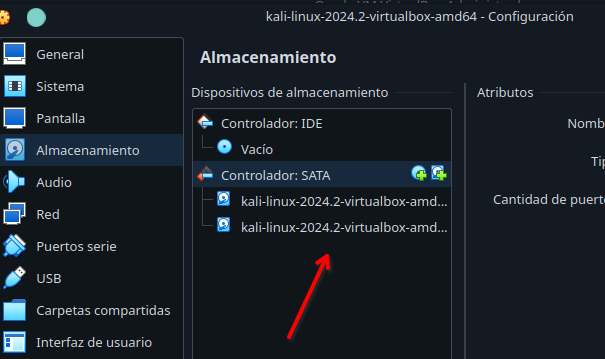 kali-linux-2024.2-virtualbox-amd64 - Configuración
General
Sistema
Pantalla
Almacenamiento
Audio
Red
Puertos serie
USB
Carpetas compartidas
Interfaz de usuario
Almacenamiento
Dispositivos de almacenamiento
Controlador: IDE
Vacío
Controlador: SATA
kali-linux-2024.2-virtualbox-amd...
kali-linux-2024.2-virtualbox-amd...
Atributos
Nomb
Tip
Cantidad de puerto